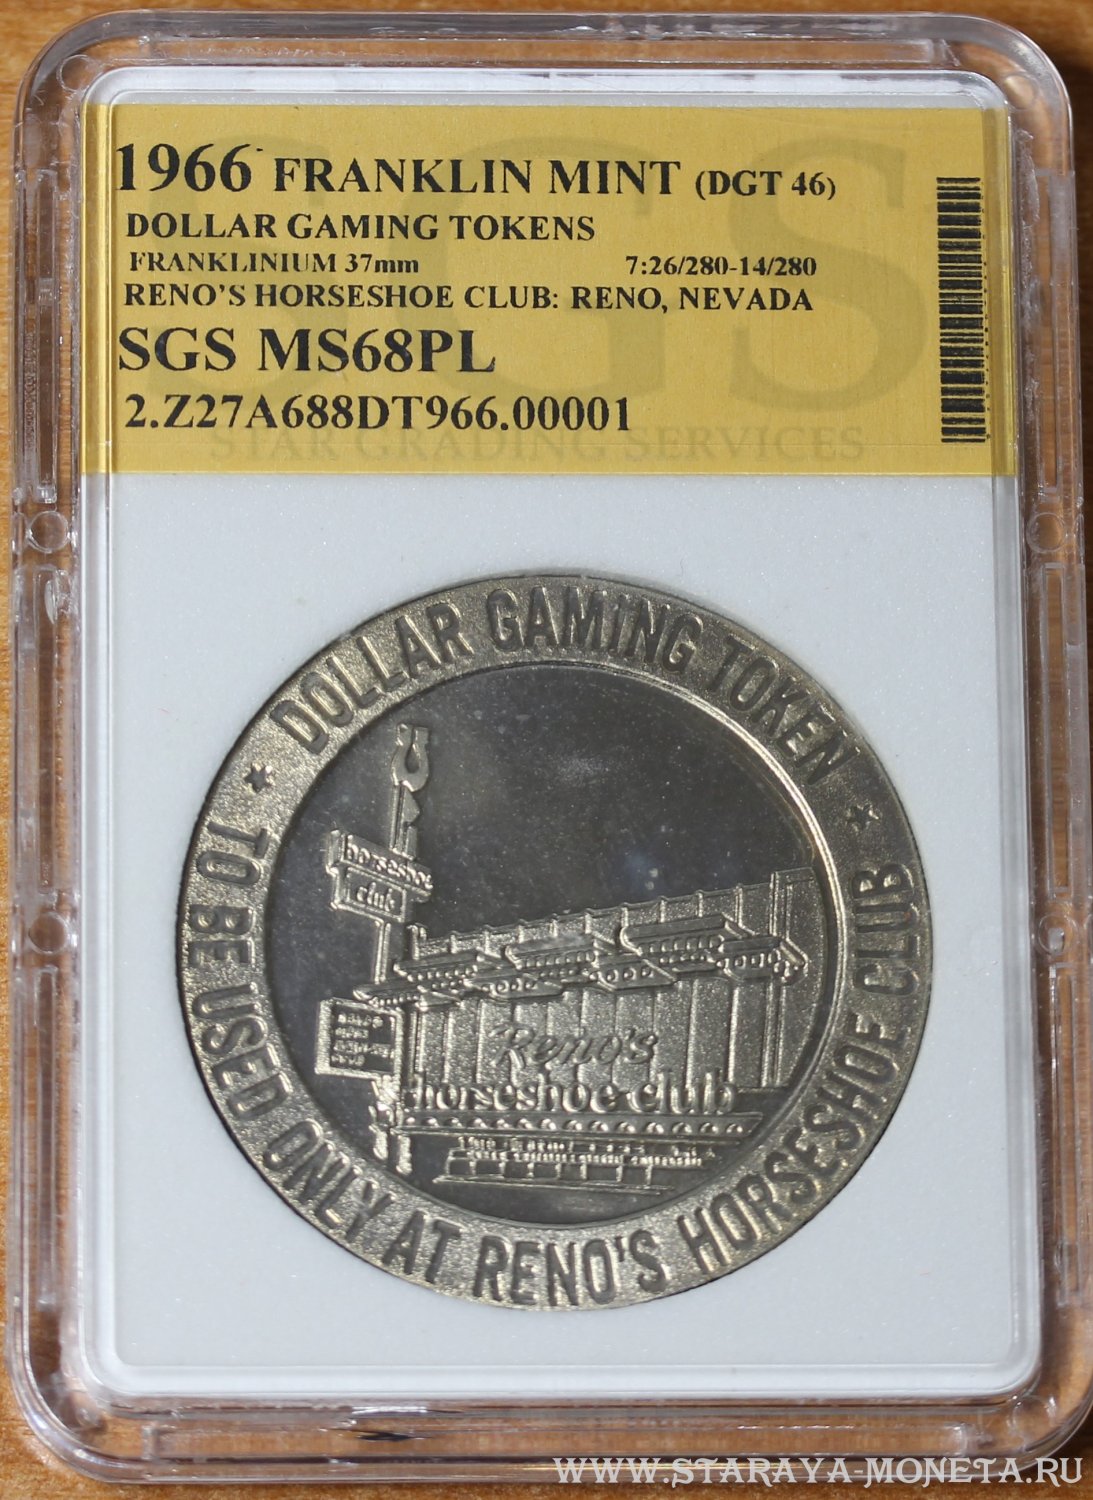 1966 FRANKLIN MINT (DGT 46)
DOLLAR GAMING TOKENS
FRANKLINIUM 37mm 7:26/280-14/280
RENO'S HORSESHOE CLUB: RENO, NEVADA
SGS MS68PL
2.Z27A688DT966.00001
SGS
STAR GRADING SERVICES
DOLLAR GAMING TOKEN
horseshoe
club
Reno's
horseshoe club
TO BE USED ONLY AT RENO'S HORSESHOE CLUB
WWW.STARAYA-MONETA.RU